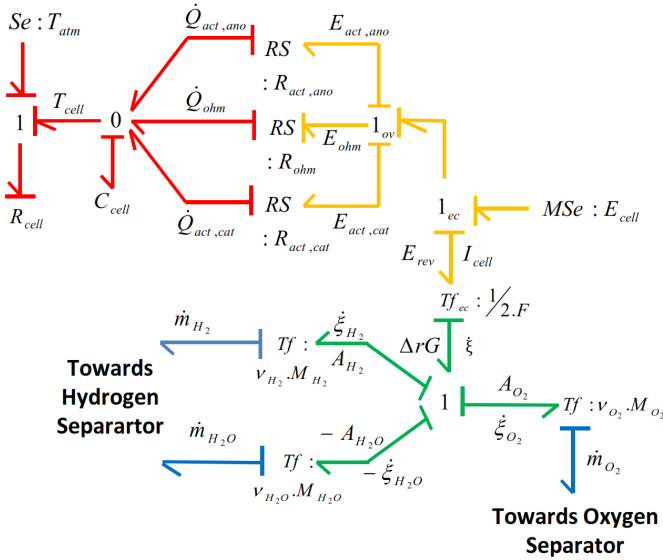 Se : T_atm
Q̇_act,ano
E_act,ano
RS
: R_act,ano
T_cell
Q̇_ohm
1
0
RS
E_ohm
1_ov
: R_ohm
R_cell
C_cell
Q̇_act,cat
RS
E_act,cat
: R_act,cat
1_ec
MSe : E_cell
E_rev
I_cell
Tf_ec : 1/2.F
ṁ_H₂
ξ̇_H₂
Tf :
A_H₂
ΔrG
ξ̇
ν_H₂.M_H₂
Towards
Hydrogen
Separartor
1
A_O₂
Tf : ν_O₂.M_O₂
ξ̇_O₂
ṁ_H₂O
− A_H₂O
Tf :
− ξ̇_H₂O
ν_H₂O.M_H₂O
ṁ_O₂
Towards Oxygen
Separator